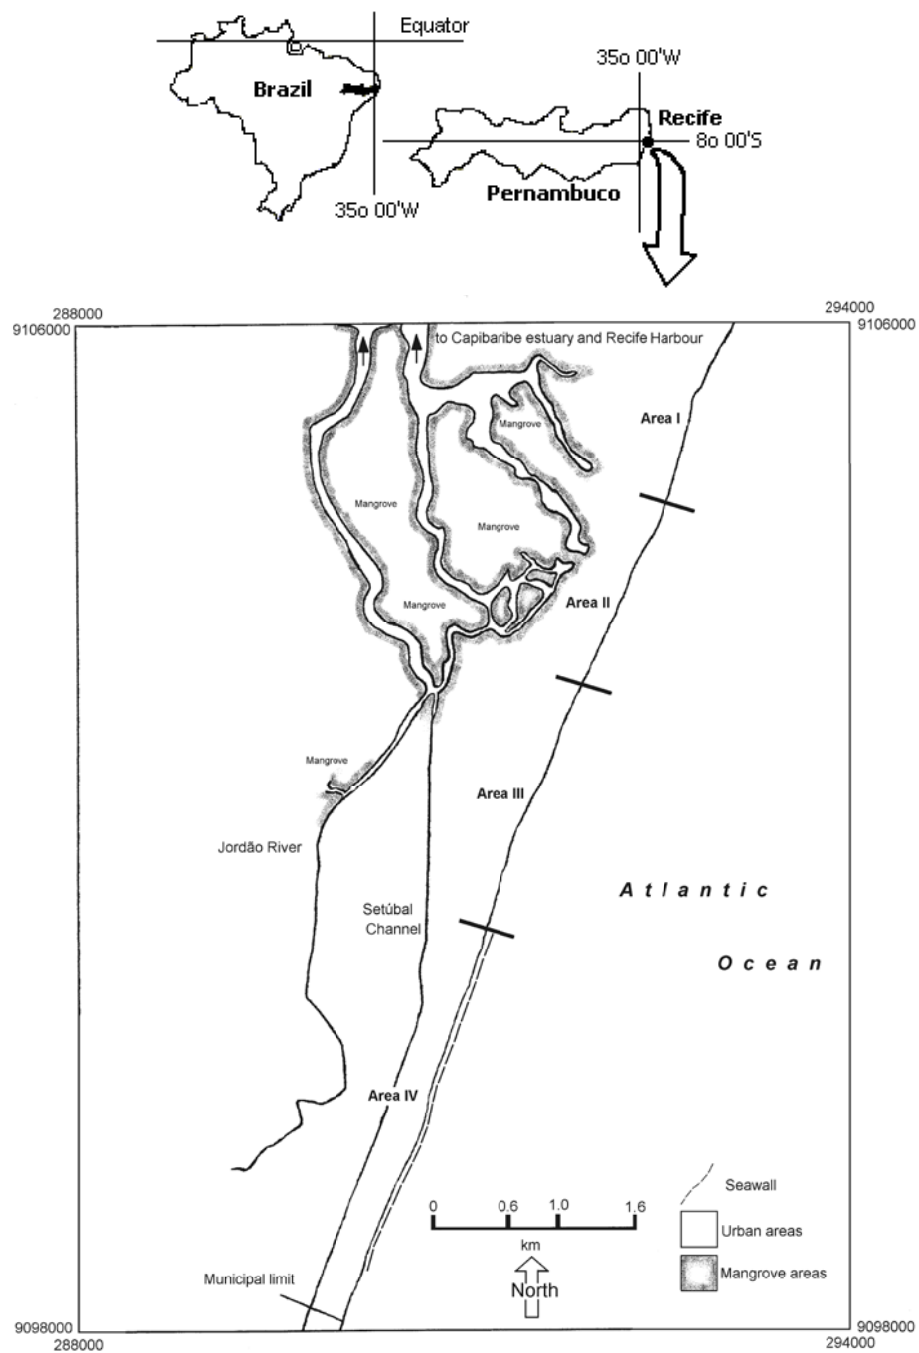 Equator
35o 00'W
Brazil
Recife
8o 00'S
Pernambuco
35o 00'W
288000
294000
9106000
9106000
to Capibaribe estuary and Recife Harbour
Area I
Mangrove
Mangrove
Mangrove
Area II
Mangrove
Mangrove
Area III
Jordão River
Atlantic
Setúbal
Channel
Ocean
Area IV
Seawall
0 0.6 1.0 1.6
Urban areas
km
Mangrove areas
Municipal limit
North
9098000
9098000
288000
294000